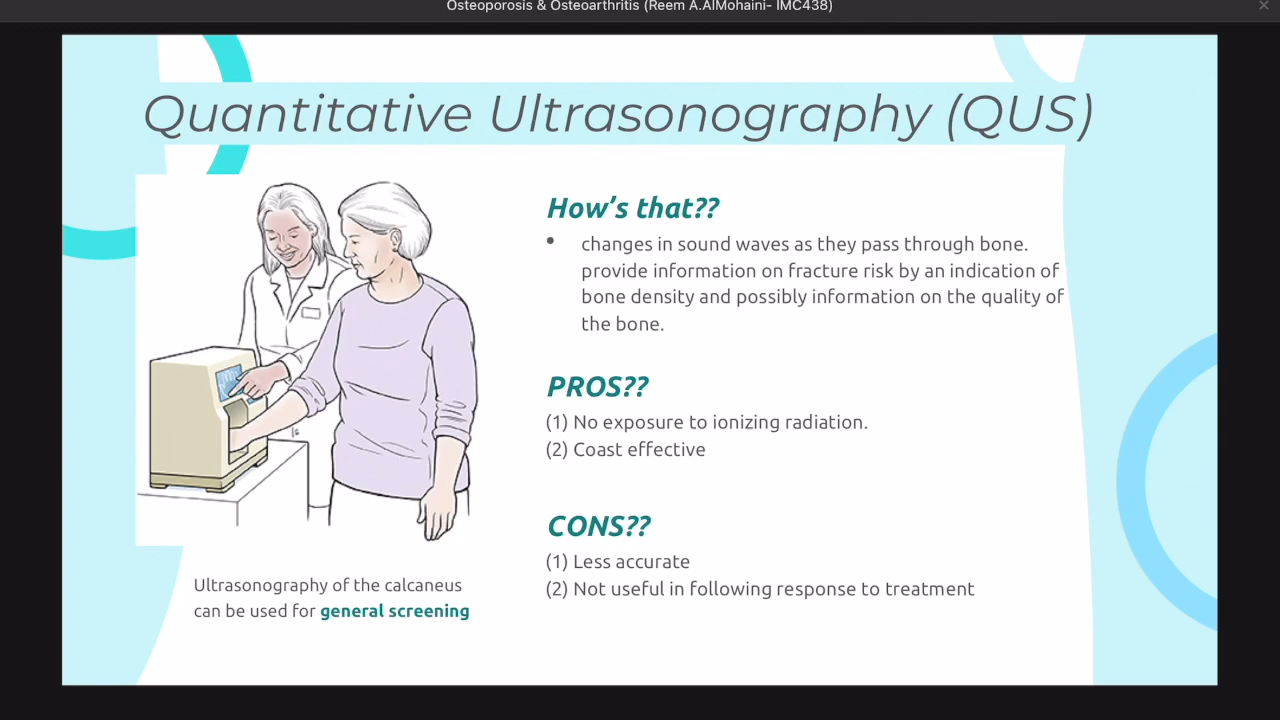 Osteoporosis & Osteoarthritis (Reem A.AlMohaini- IMC438)
Quantitative Ultrasonography (QUS)
How's that??
• changes in sound waves as they pass through bone.
provide information on fracture risk by an indication of
bone density and possibly information on the quality of
the bone.
PROS??
(1) No exposure to ionizing radiation.
(2) Coast effective
CONS??
(1) Less accurate
(2) Not useful in following response to treatment
Ultrasonography of the calcaneus
can be used for general screening